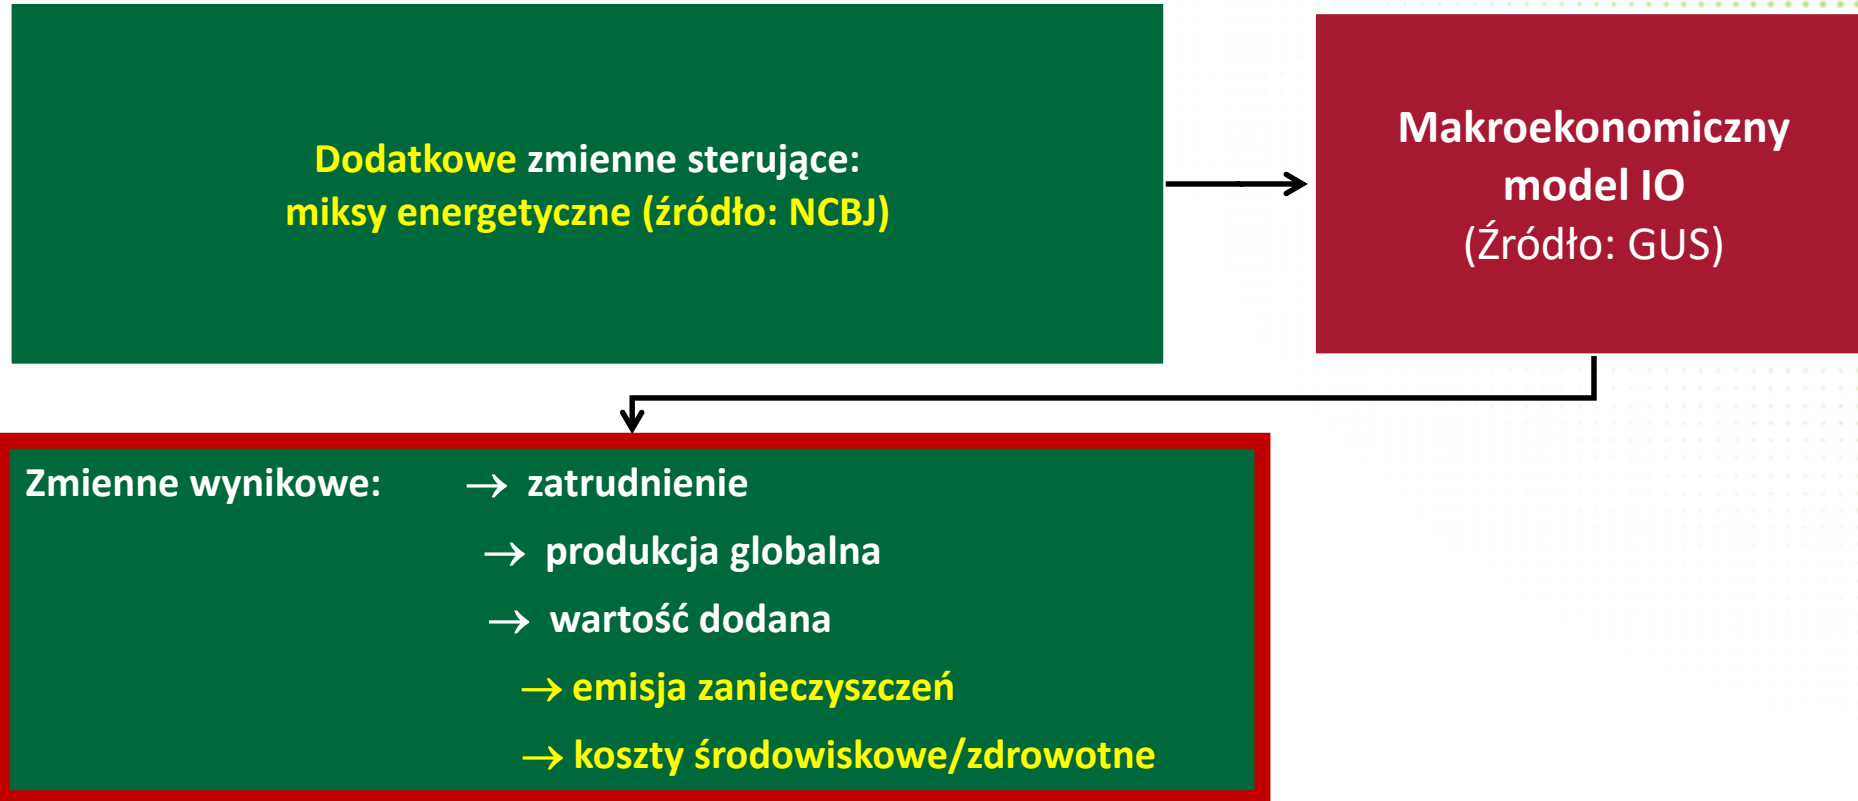 Dodatkowe zmienne sterujące:
miksy energetyczne (źródło: NCBJ)
Makroekonomiczny
model IO
(Źródło: GUS)
Zmienne wynikowe: → zatrudnienie
→ produkcja globalna
→ wartość dodana
→ emisja zanieczyszczeń
→ koszty środowiskowe/zdrowotne